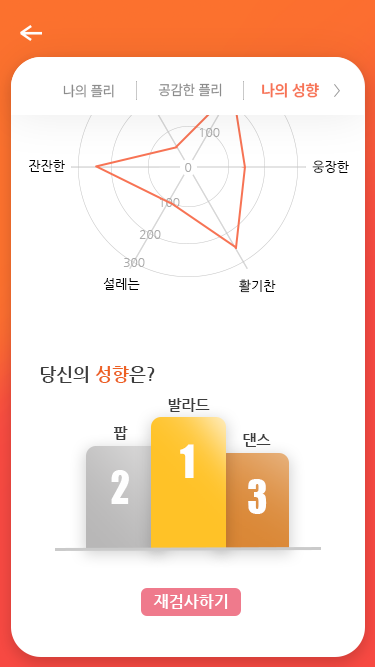 나의 플리 공감한 플리 나의 성향
100
잔잔한 0 웅장한
100
200
300
설레는 활기찬
당신의 성향은?
발라드
팝 댄스
1
2 3
재검사하기